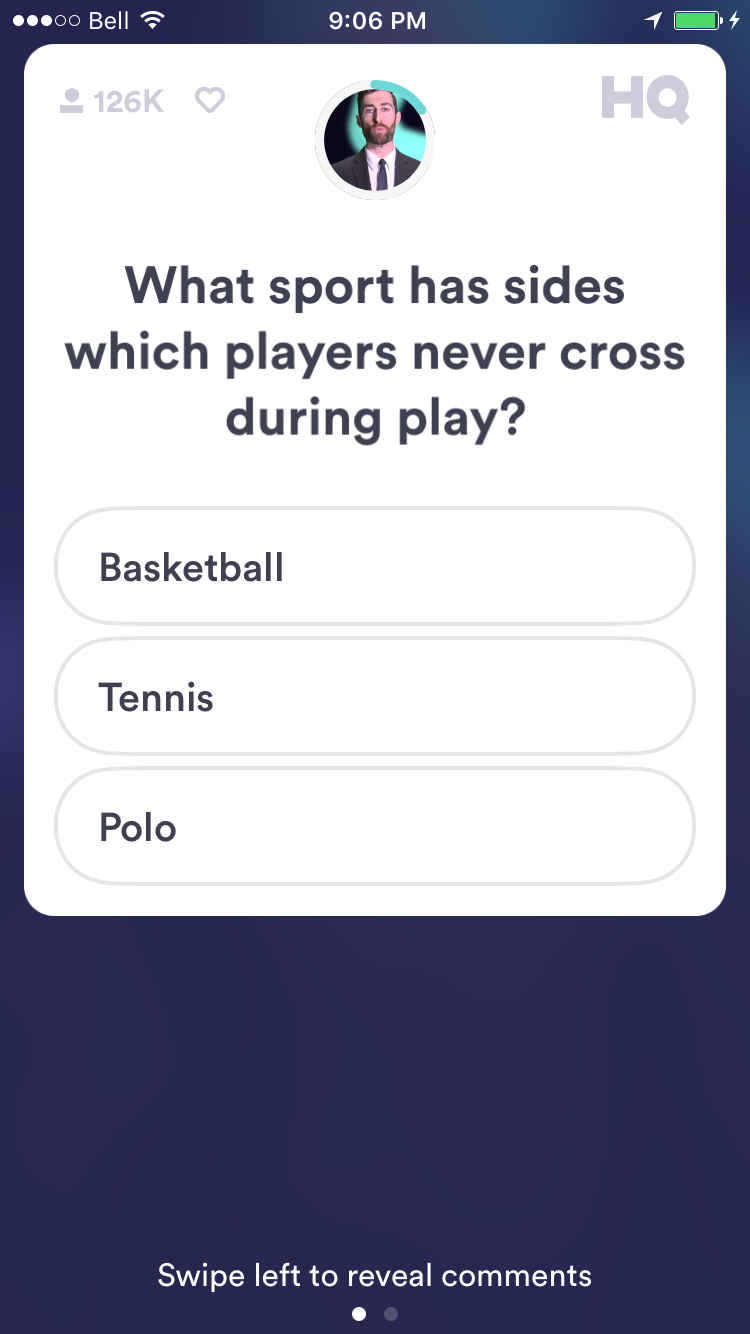 Bell 9:06 PM
126K HQ
What sport has sides
which players never cross
during play?
Basketball
Tennis
Polo
Swipe left to reveal comments